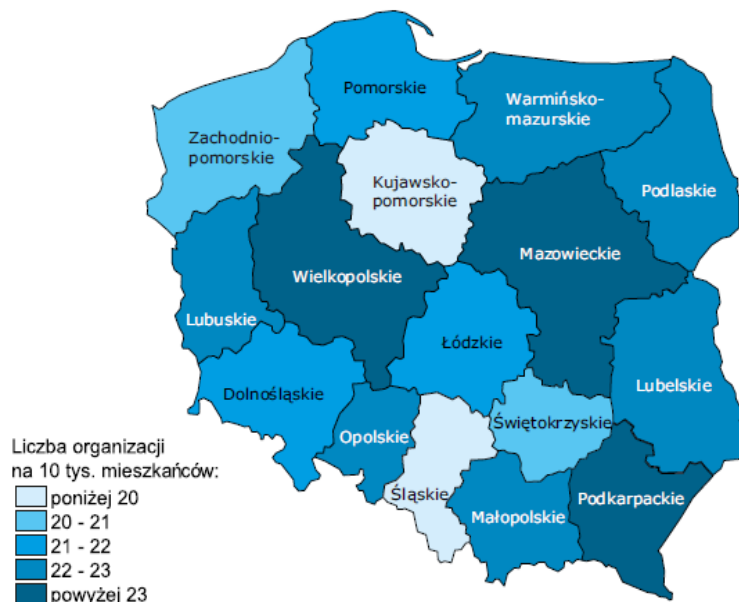 Pomorskie
Warmińsko-
mazurskie
Zachodnio-
pomorskie
Kujawsko-
pomorskie
Podlaskie
Mazowieckie
Wielkopolskie
Lubuskie
Łódzkie
Lubelskie
Dolnośląskie
Świętokrzyskie
Opolskie
Śląskie
Podkarpackie
Małopolskie
Liczba organizacji
na 10 tys. mieszkańców:
poniżej 20
20 - 21
21 - 22
22 - 23
powyżej 23